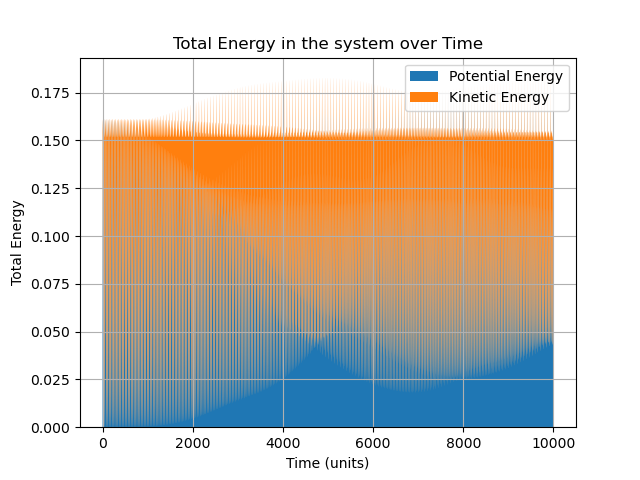 Total Energy in the system over Time
Potential Energy
Kinetic Energy
Total Energy
0.175
0.150
0.125
0.100
0.075
0.050
0.025
0.000
0 2000 4000 6000 8000 10000
Time (units)